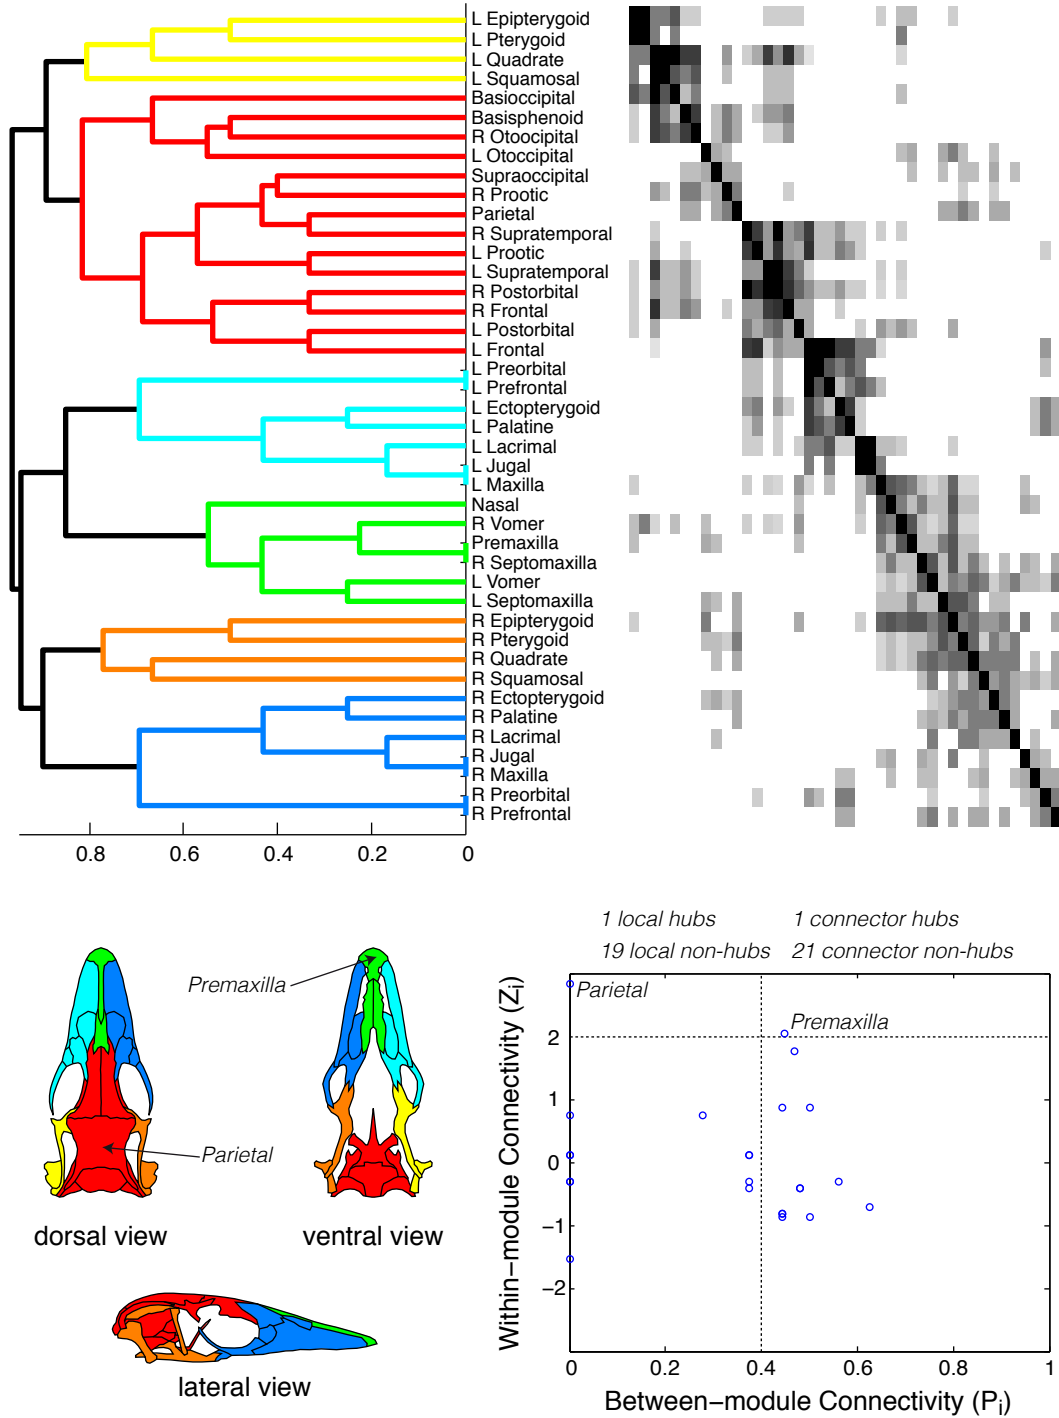 L Epipterygoid
L Pterygoid
L Quadrate
L Squamosal
Basioccipital
Basisphenoid
R Otoocipital
L Otoccipital
Supraoccipital
R Prootic
Parietal
R Supratemporal
L Prootic
L Supratemporal
R Postorbital
R Frontal
L Postorbital
L Frontal
L Preorbital
L Prefrontal
L Ectopterygoid
L Palatine
L Lacrimal
L Jugal
L Maxilla
Nasal
R Vomer
Premaxilla
R Septomaxilla
L Vomer
L Septomaxilla
R Epipterygoid
R Pterygoid
R Quadrate
R Squamosal
R Ectopterygoid
R Palatine
R Lacrimal
R Jugal
R Maxilla
R Preorbital
R Prefrontal
0.8 0.6 0.4 0.2 0
Premaxilla
Parietal
dorsal view
ventral view
lateral view
1 local hubs 1 connector hubs
19 local non-hubs 21 connector non-hubs
Parietal
Premaxilla
2
1
0
−1
−2
Within−module Connectivity (Zi)
0 0.2 0.4 0.6 0.8 1
Between−module Connectivity (Pi)